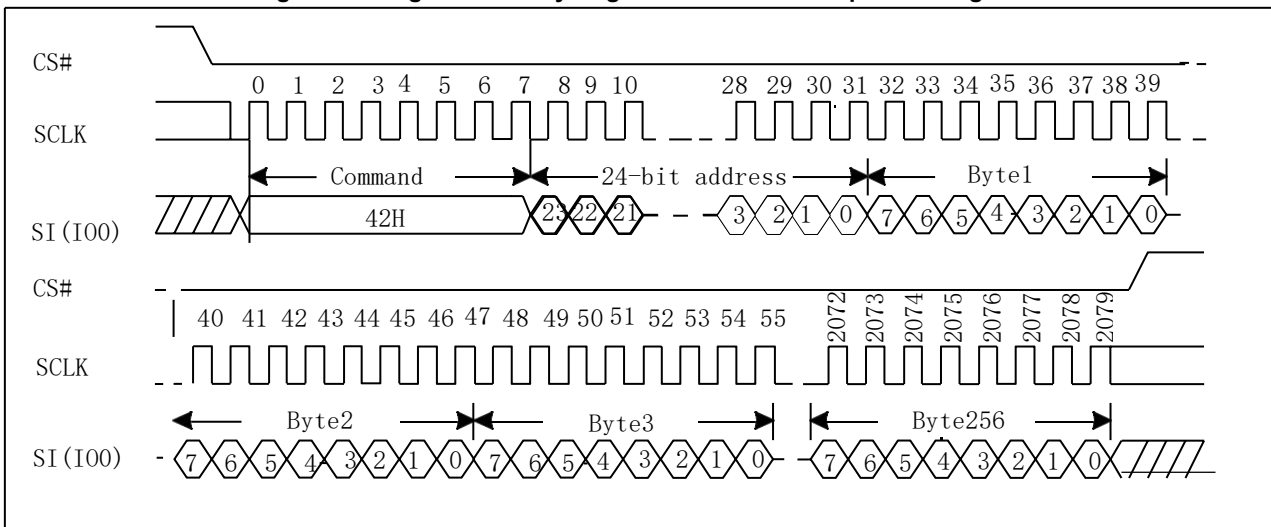 CS#
0 1 2 3 4 5 6 7 8 9 10 28 29 30 31 32 33 34 35 36 37 38 39
SCLK
Command 24-bit address Byte1
SI(IO0)
42H 23 22 21 3 2 1 0 7 6 5 4 3 2 1 0
CS#
40 41 42 43 44 45 46 47 48 49 50 51 52 53 54 55 2072 2073 2074 2075 2076 2077 2078 2079
SCLK
Byte2 Byte3 Byte256
SI(IO0)
7 6 5 4 3 2 1 0 7 6 5 4 3 2 1 0 7 6 5 4 3 2 1 0